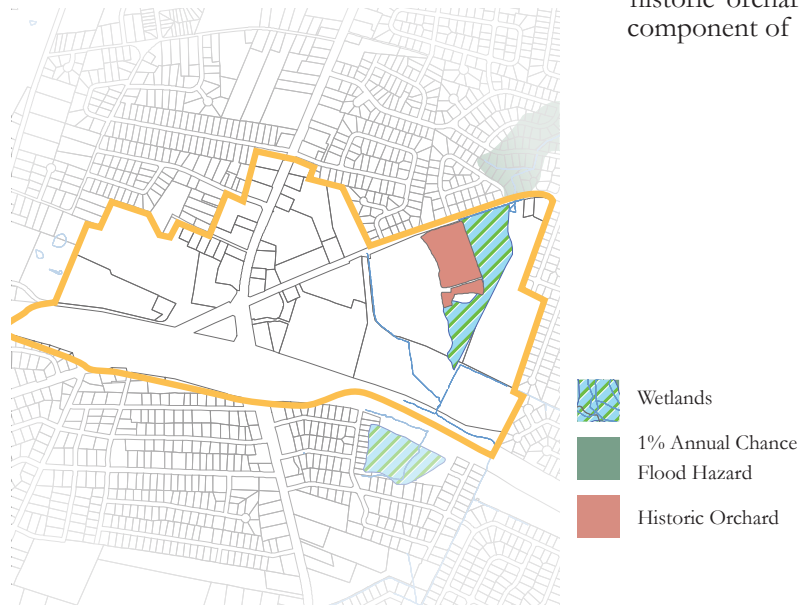 component of
Wetlands
1% Annual Chance
Flood Hazard
Historic Orchard